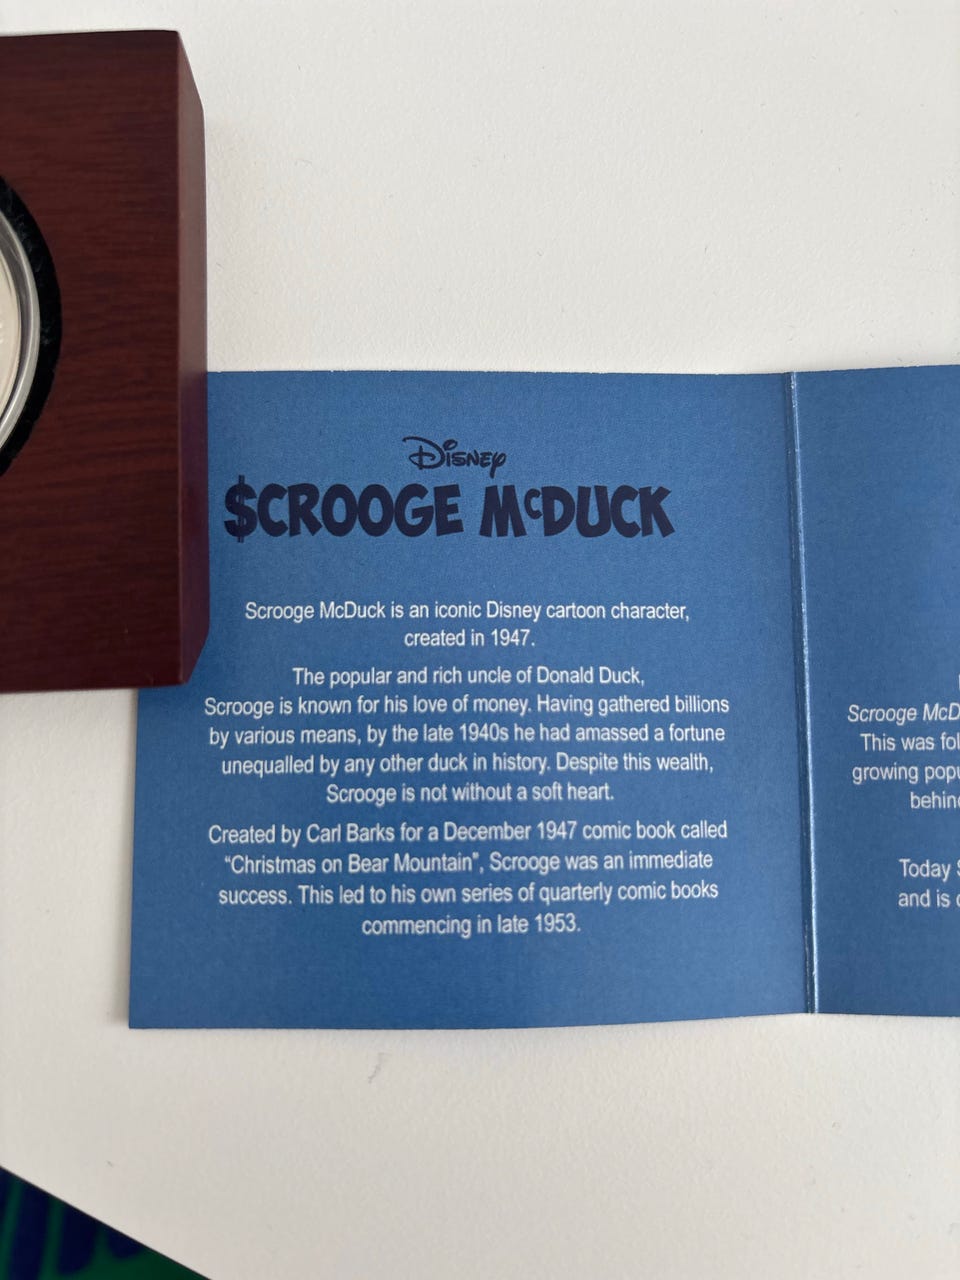 Disney
$CROOGE McDUCK
Scrooge McDuck is an iconic Disney cartoon character,
created in 1947.
The popular and rich uncle of Donald Duck,
Scrooge is known for his love of money. Having gathered billions
by various means, by the late 1940s he had amassed a fortune
unequalled by any other duck in history. Despite this wealth,
Scrooge is not without a soft heart.
Created by Carl Barks for a December 1947 comic book called
“Christmas on Bear Mountain”, Scrooge was an immediate
success. This led to his own series of quarterly comic books
commencing in late 1953.
Scrooge
This was
growing
Today
and is